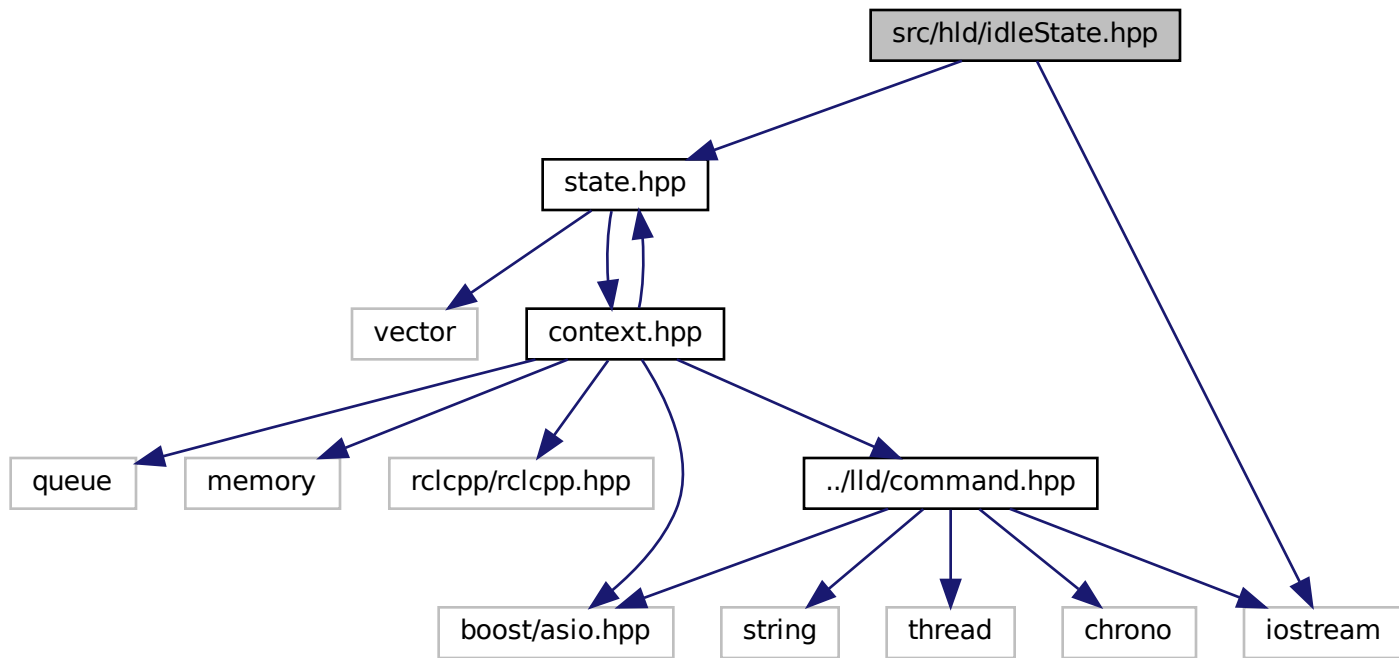 src/hld/idleState.hpp
state.hpp
vector
context.hpp
queue
memory
rclcpp/rclcpp.hpp
../lld/command.hpp
boost/asio.hpp
string
thread
chrono
iostream